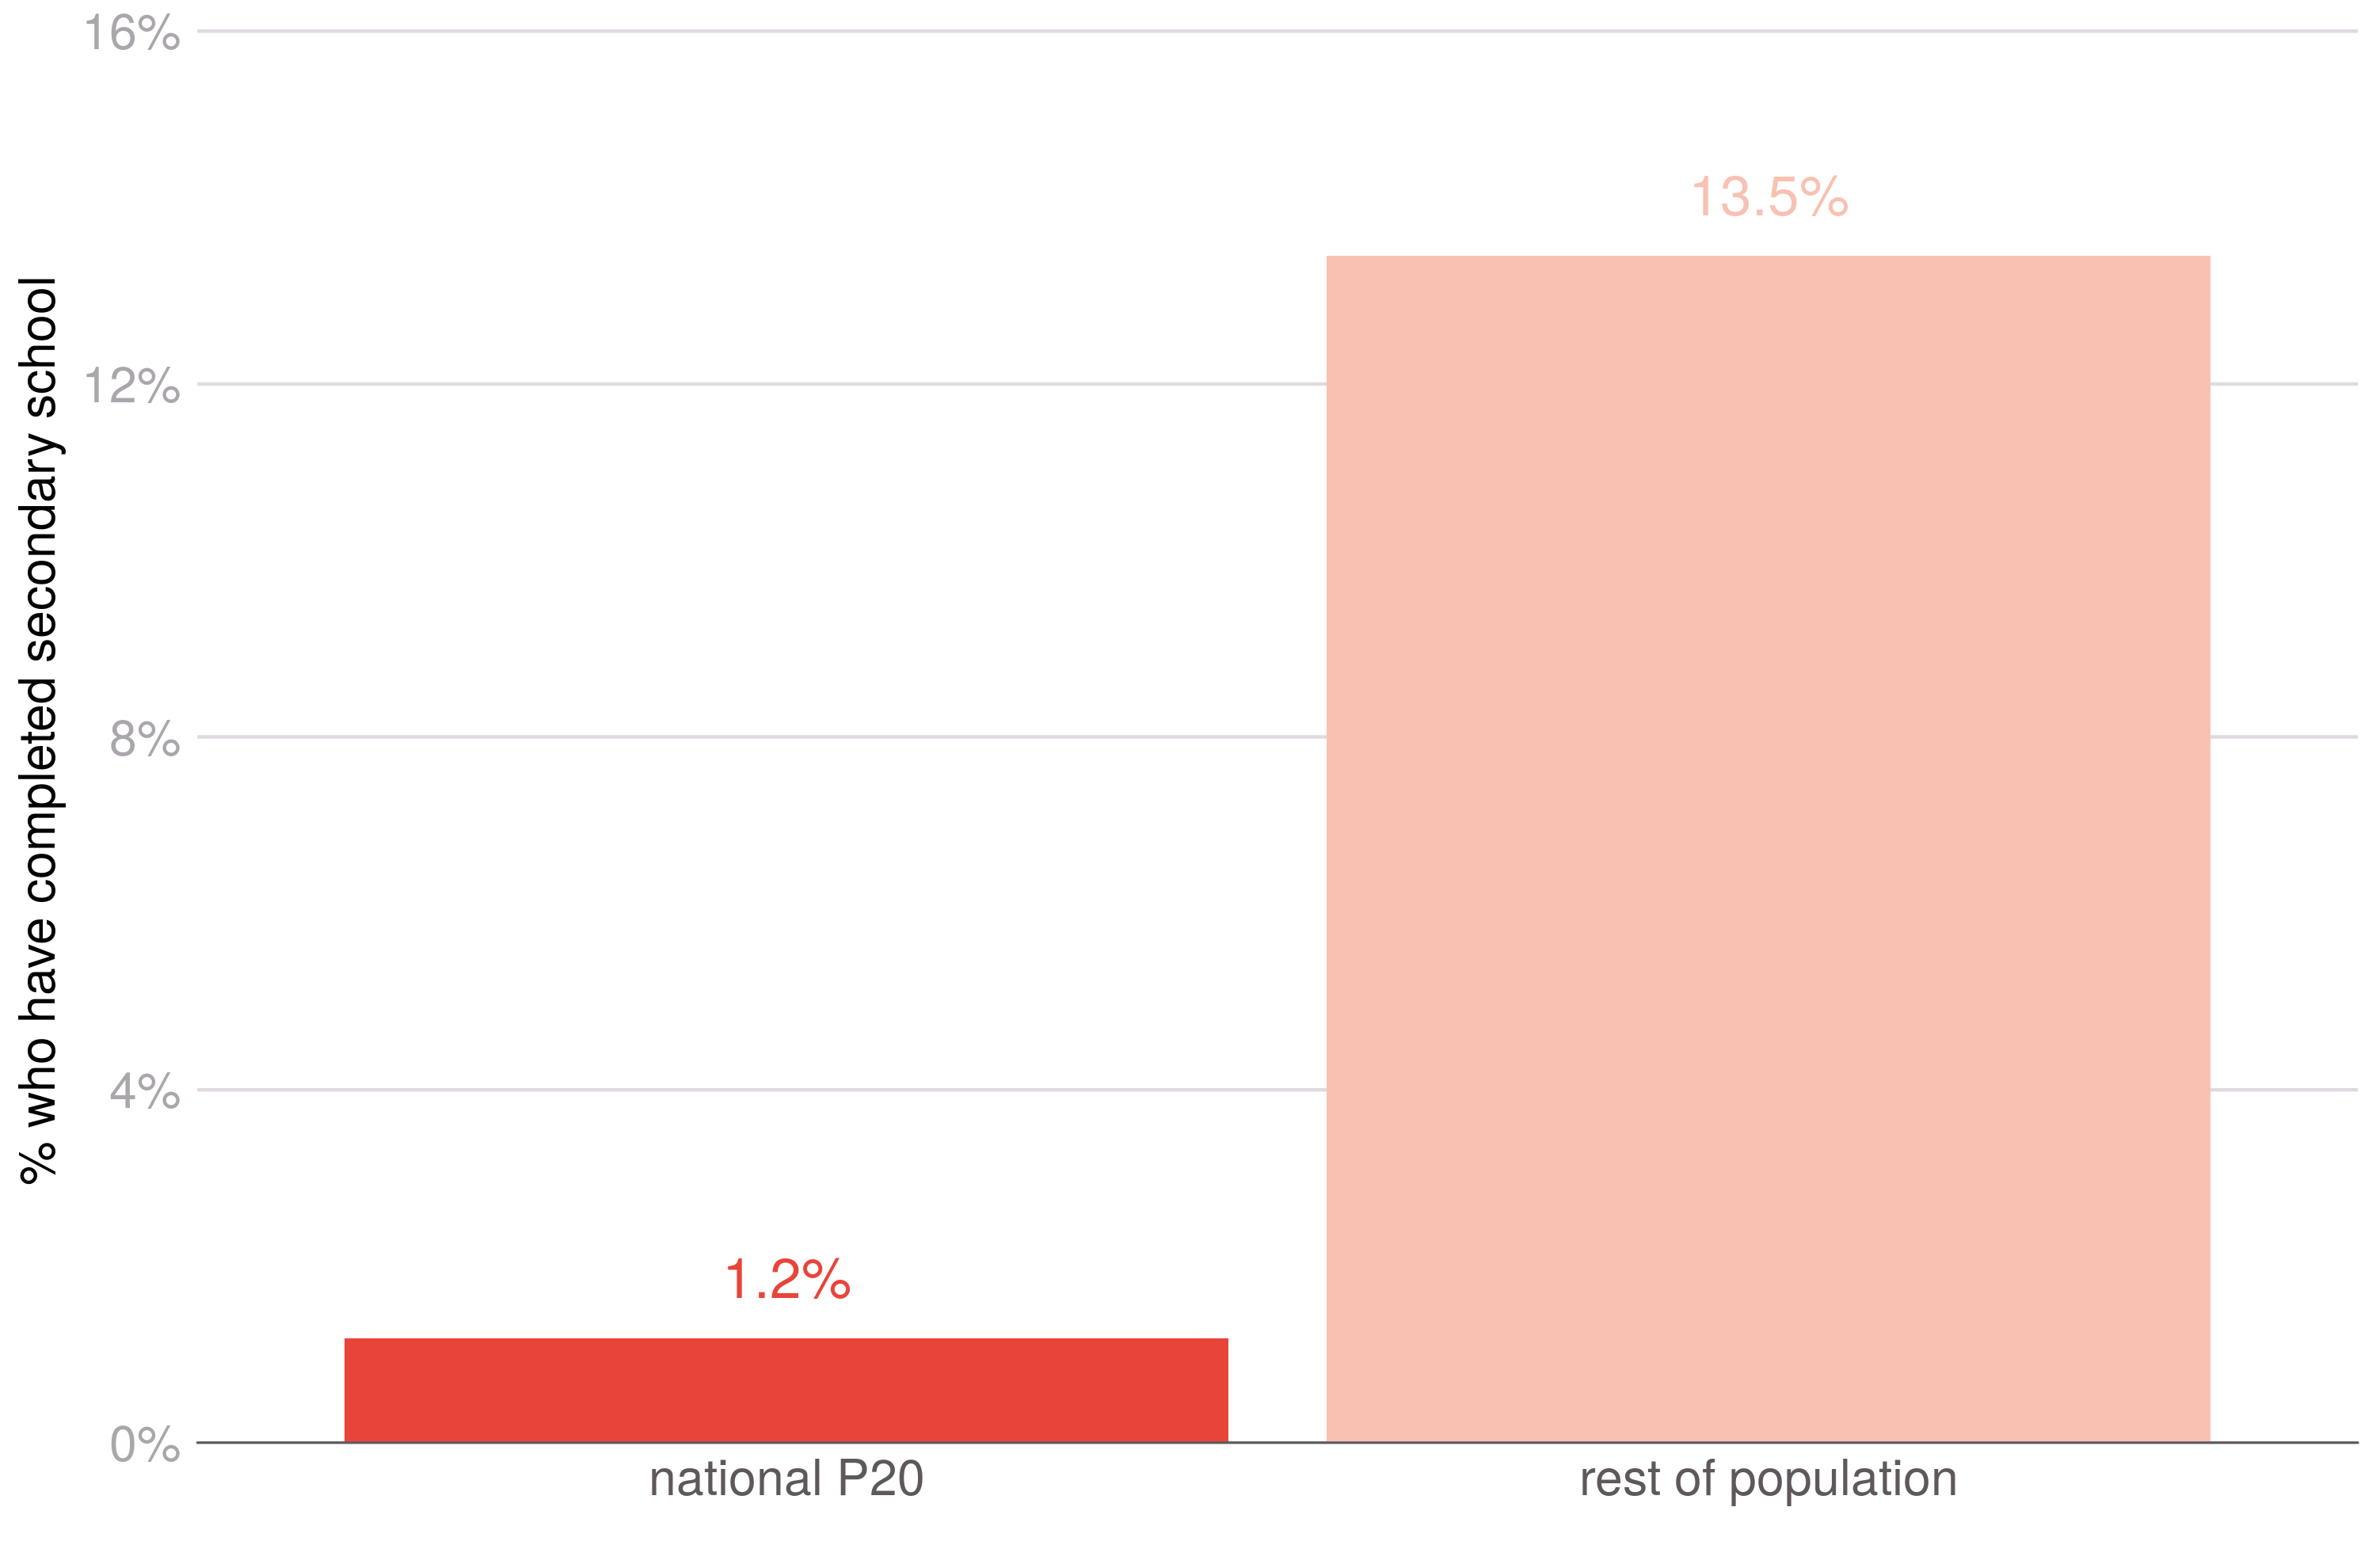 16%
12%
8%
4%
0%
% who have completed secondary school
1.2%
13.5%
national P20
rest of population